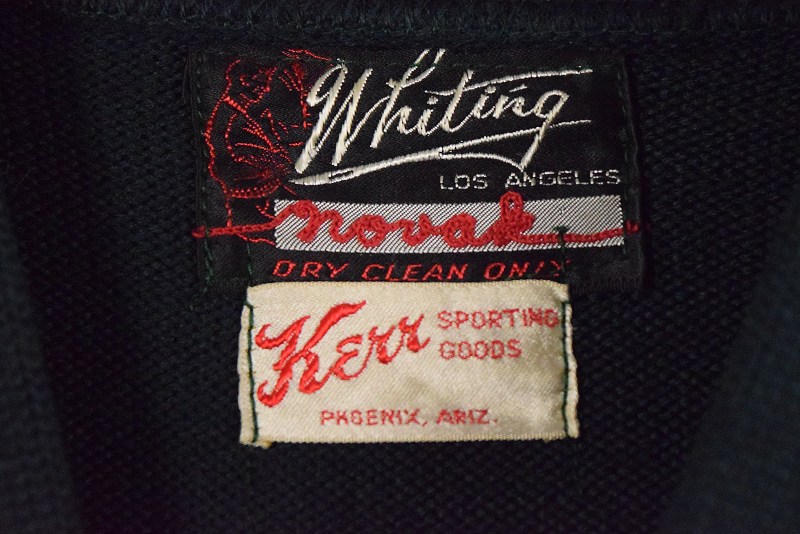 Whiting
LOS ANGELES
novak
DRY CLEAN ONLY
Kerr SPORTING
GOODS
PHOENIX, ARIZ.